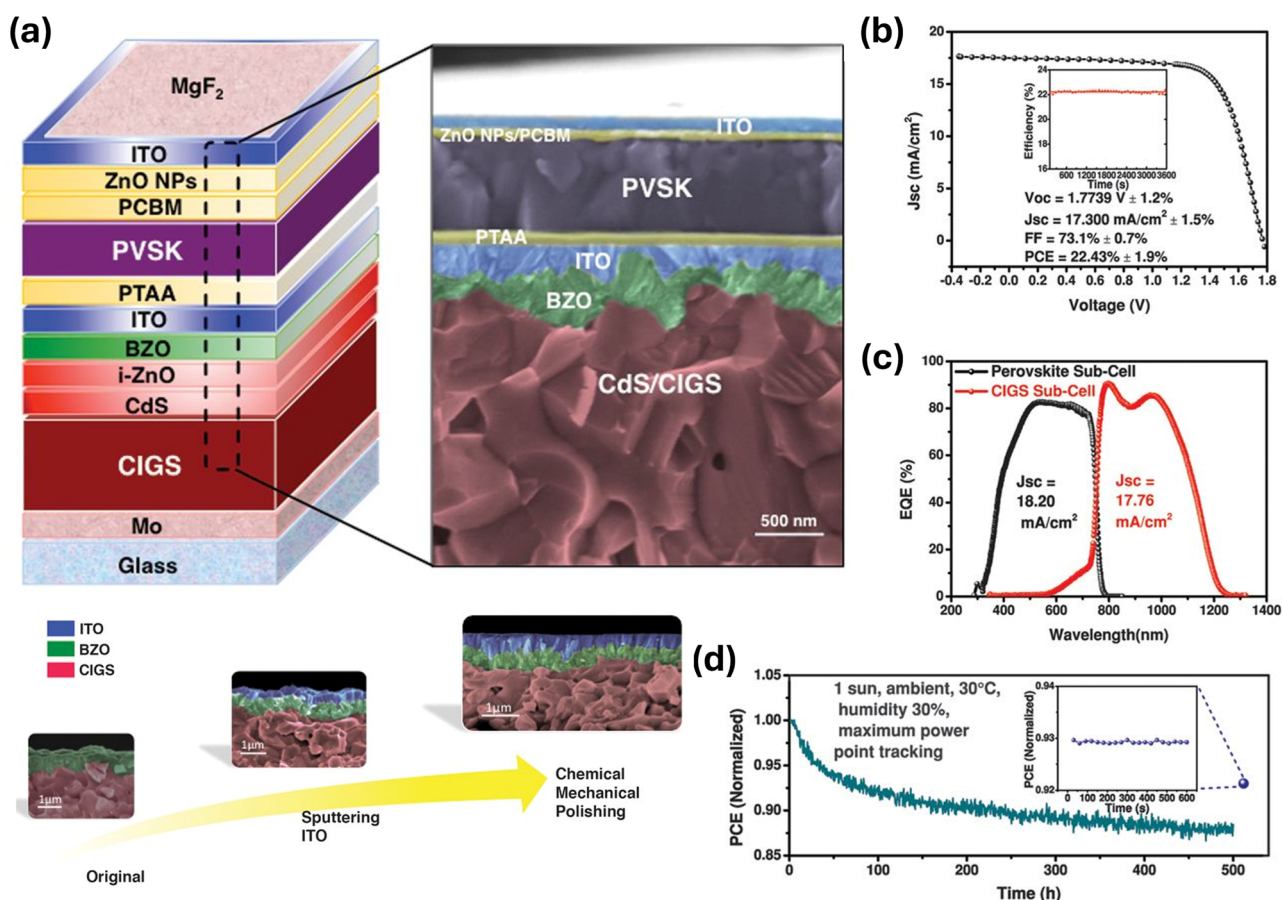 (a)
MgF2
ITO
ZnO NPs
PCBM
PVSK
PTAA
ITO
BZO
i-ZnO
CdS
CIGS
Mo
Glass
ITO
ZnO NPs/PCBM
PVSK
PTAA
ITO
BZO
CdS/CIGS
500 nm
ITO
BZO
CIGS
1μm
1μm
1μm
Original
Sputtering
ITO
Chemical
Mechanical
Polishing
(b)
20
15
10
5
0
Jsc (mA/cm2)
-0.4 -0.2 0.0 0.2 0.4 0.6 0.8 1.0 1.2 1.4 1.6 1.8
Voltage (V)
24
22
20
18
16
Efficiency (%)
600 1200 1800 2400 3000 3600
Time (s)
Voc = 1.7739 V ± 1.2%
Jsc = 17.300 mA/cm2 ± 1.5%
FF = 73.1% ± 0.7%
PCE = 22.43% ± 1.9%
(c)
100
80
60
40
20
0
EQE (%)
Perovskite Sub-Cell
CIGS Sub-Cell
Jsc =
18.20
mA/cm2
Jsc =
17.76
mA/cm2
200 400 600 800 1000 1200 1400
Wavelength(nm)
(d)
1.05
1.00
0.95
0.90
0.85
PCE (Normalized)
1 sun, ambient, 30°C,
humidity 30%,
maximum power
point tracking
0.94
0.93
0.92
PCE (Normalized)
0 100 200 300 400 500 600
Time (s)
0 100 200 300 400 500
Time (h)